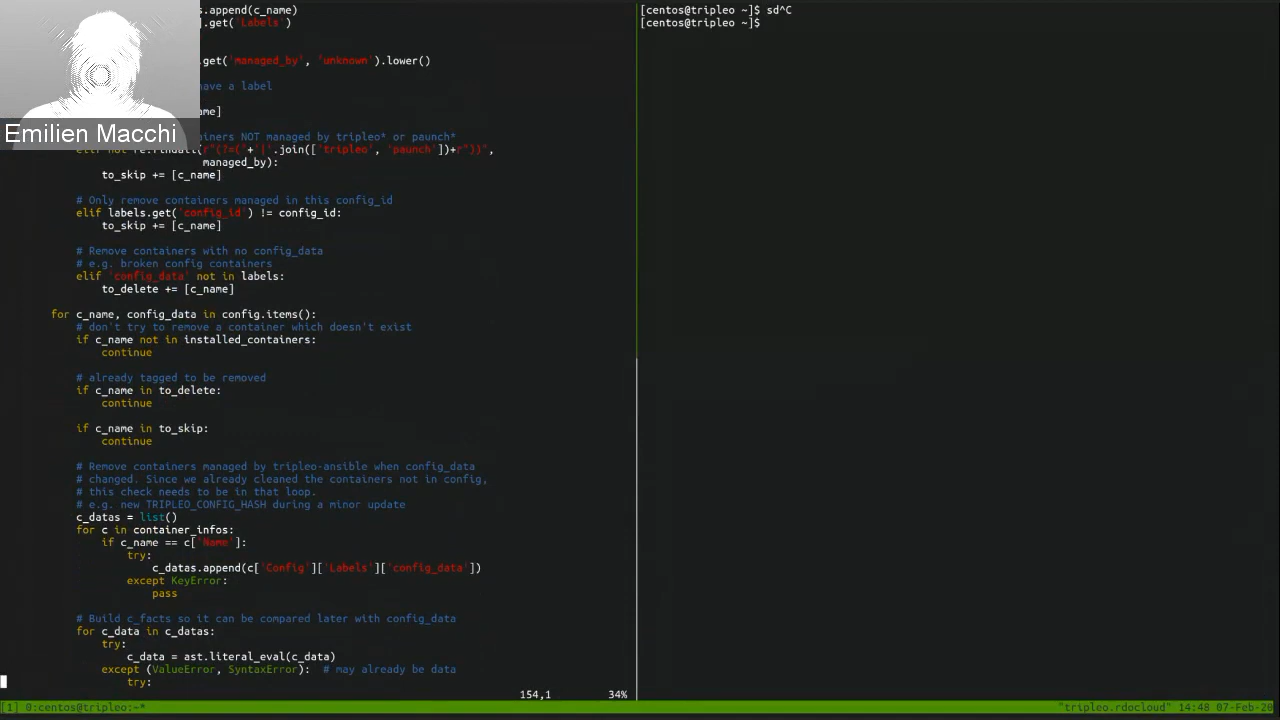 s.append(c_name)
].get('Labels')
.get('managed_by', 'unknown').lower()
have a label
ame]
ainers NOT managed by tripleo* or paunch*
elif not re.findall(r"(?=("+'|'.join(['tripleo', 'paunch'])+r"))",
managed_by):
to_skip += [c_name]
# Only remove containers managed in this config_id
elif labels.get('config_id') != config_id:
to_skip += [c_name]
# Remove containers with no config_data
# e.g. broken config containers
elif 'config_data' not in labels:
to_delete += [c_name]
for c_name, config_data in config.items():
# don't try to remove a container which doesn't exist
if c_name not in installed_containers:
continue
# already tagged to be removed
if c_name in to_delete:
continue
if c_name in to_skip:
continue
# Remove containers managed by tripleo-ansible when config_data
# changed. Since we already cleaned the containers not in config,
# this check needs to be in that loop.
# e.g. new TRIPLEO_CONFIG_HASH during a minor update
c_datas = list()
for c in container_infos:
if c_name == c['Name']:
try:
c_datas.append(c['Config']['Labels']['config_data'])
except KeyError:
pass
# Build c_facts so it can be compared later with config_data
for c_data in c_datas:
try:
c_data = ast.literal_eval(c_data)
except (ValueError, SyntaxError):  # may already be data
try:
154,1 34%
[centos@tripleo ~]$ sd^C
[centos@tripleo ~]$
Emilien Macchi
[1] 0:centos@tripleo:~* "tripleo.rdocloud" 14:48 07-Feb-20